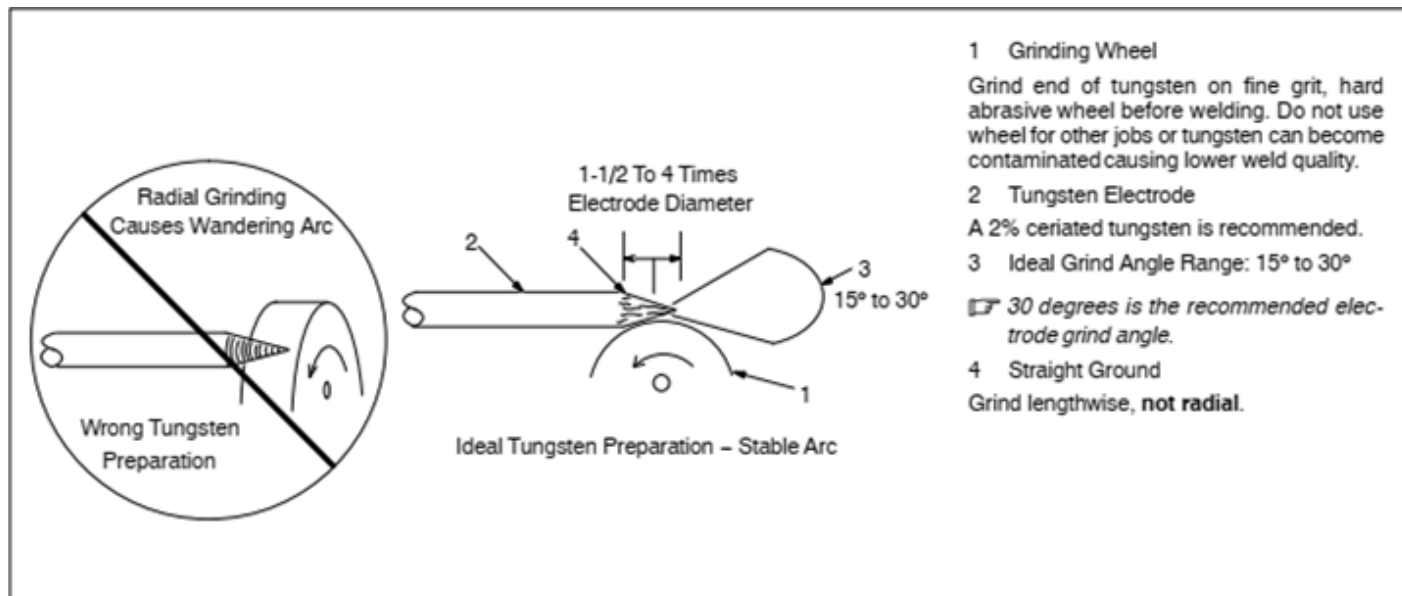 Radial Grinding
Causes Wandering Arc
Wrong Tungsten
Preparation
1-1/2 To 4 Times
Electrode Diameter
2
4
3
15° to 30°
1
Ideal Tungsten Preparation – Stable Arc
1 Grinding Wheel
Grind end of tungsten on fine grit, hard
abrasive wheel before welding. Do not use
wheel for other jobs or tungsten can become
contaminated causing lower weld quality.
2 Tungsten Electrode
A 2% ceriated tungsten is recommended.
3 Ideal Grind Angle Range: 15° to 30°
☞ 30 degrees is the recommended elec-
trode grind angle.
4 Straight Ground
Grind lengthwise, not radial.